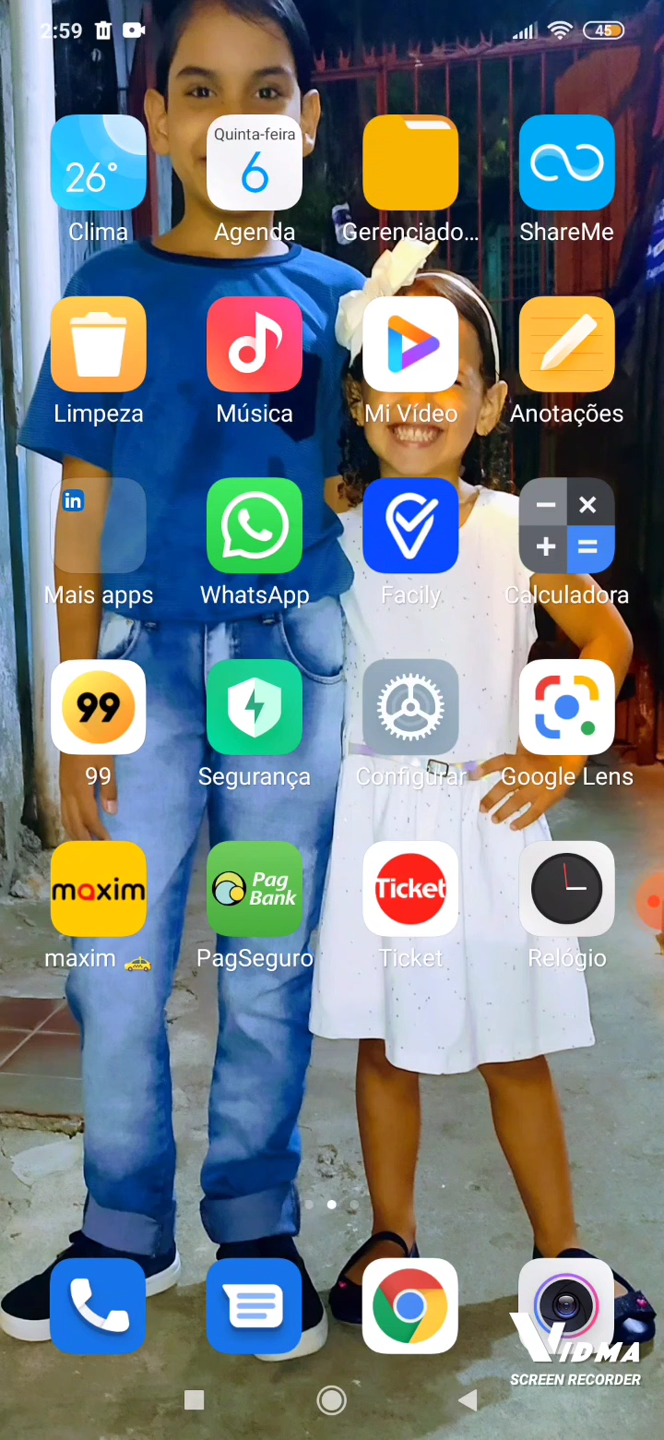 2:59 45
26°
Quinta-feira
6
Clima Agenda Gerenciado... ShareMe
Limpeza Música Mi Vídeo Anotações
in
Mais apps WhatsApp Facily Calculadora
99
99 Segurança Configurar Google Lens
maxim Pag Bank Ticket
maxim PagSeguro Ticket Relógio
VIDMA
SCREEN RECORDER